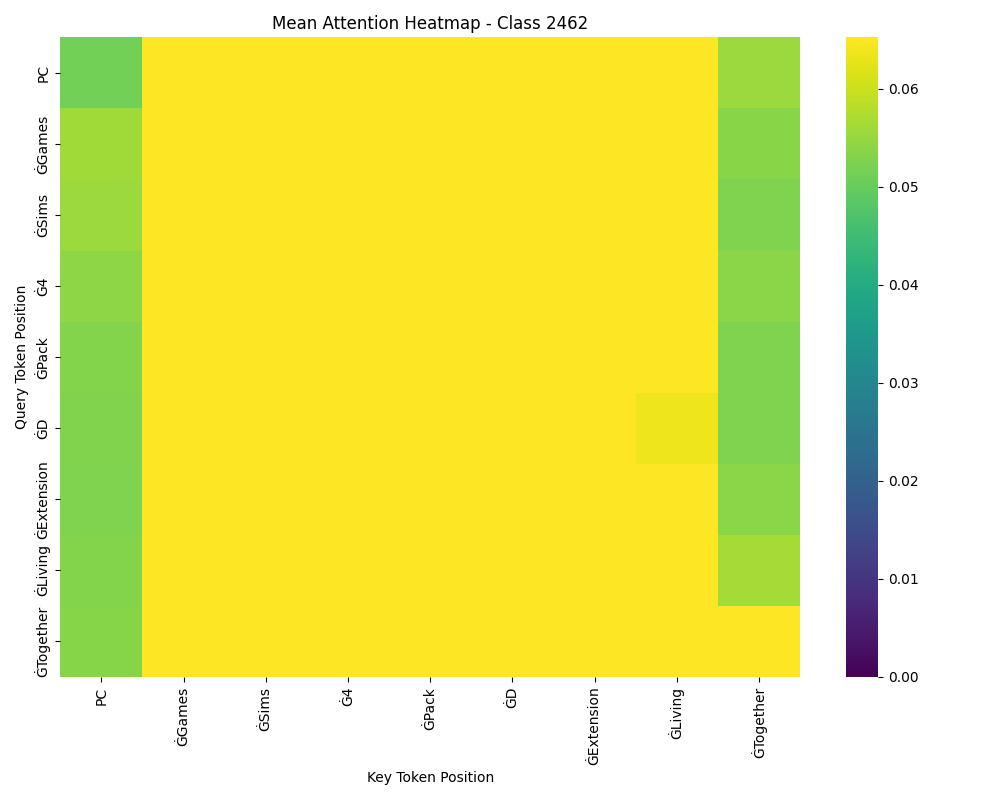 Mean Attention Heatmap - Class 2462
Query Token Position
PC
ĠGames
ĠSims
Ġ4
ĠPack
ĠD
ĠExtension
ĠLiving
ĠTogether
PC
ĠGames
ĠSims
Ġ4
ĠPack
ĠD
ĠExtension
ĠLiving
ĠTogether
Key Token Position
0.06
0.05
0.04
0.03
0.02
0.01
0.00